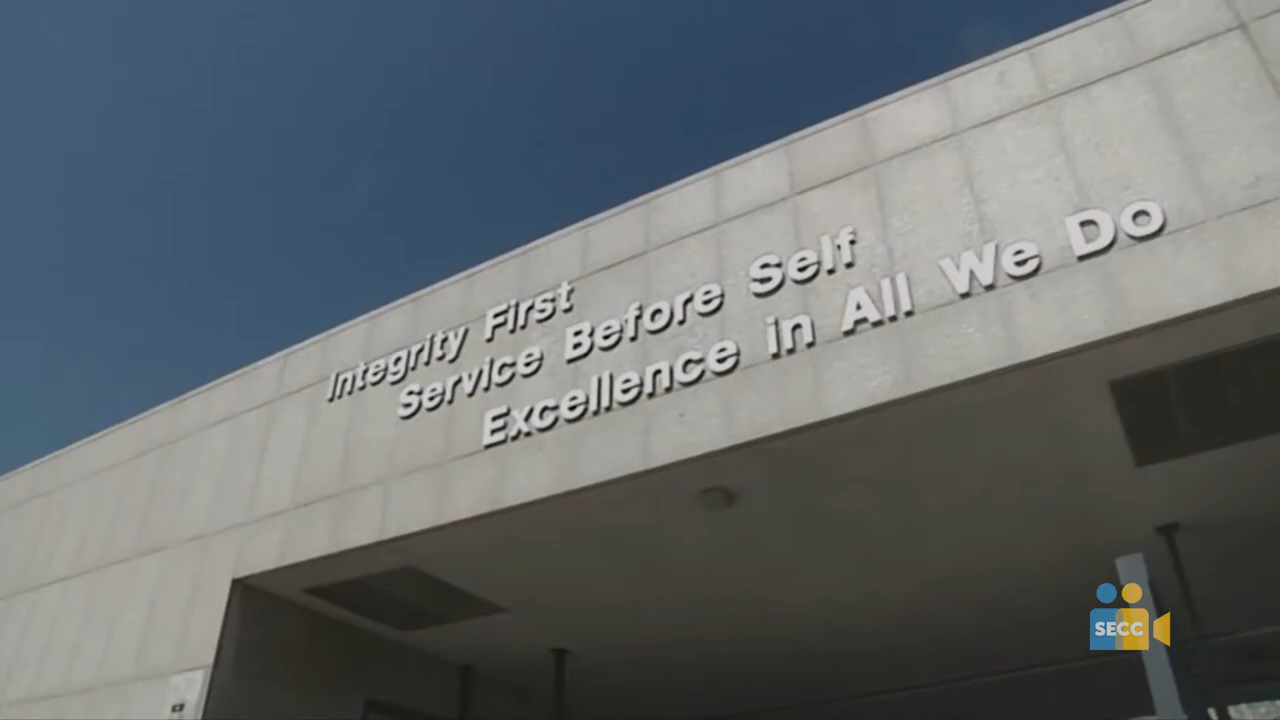 Integrity First
Service Before Self
Excellence in All We Do
SECC